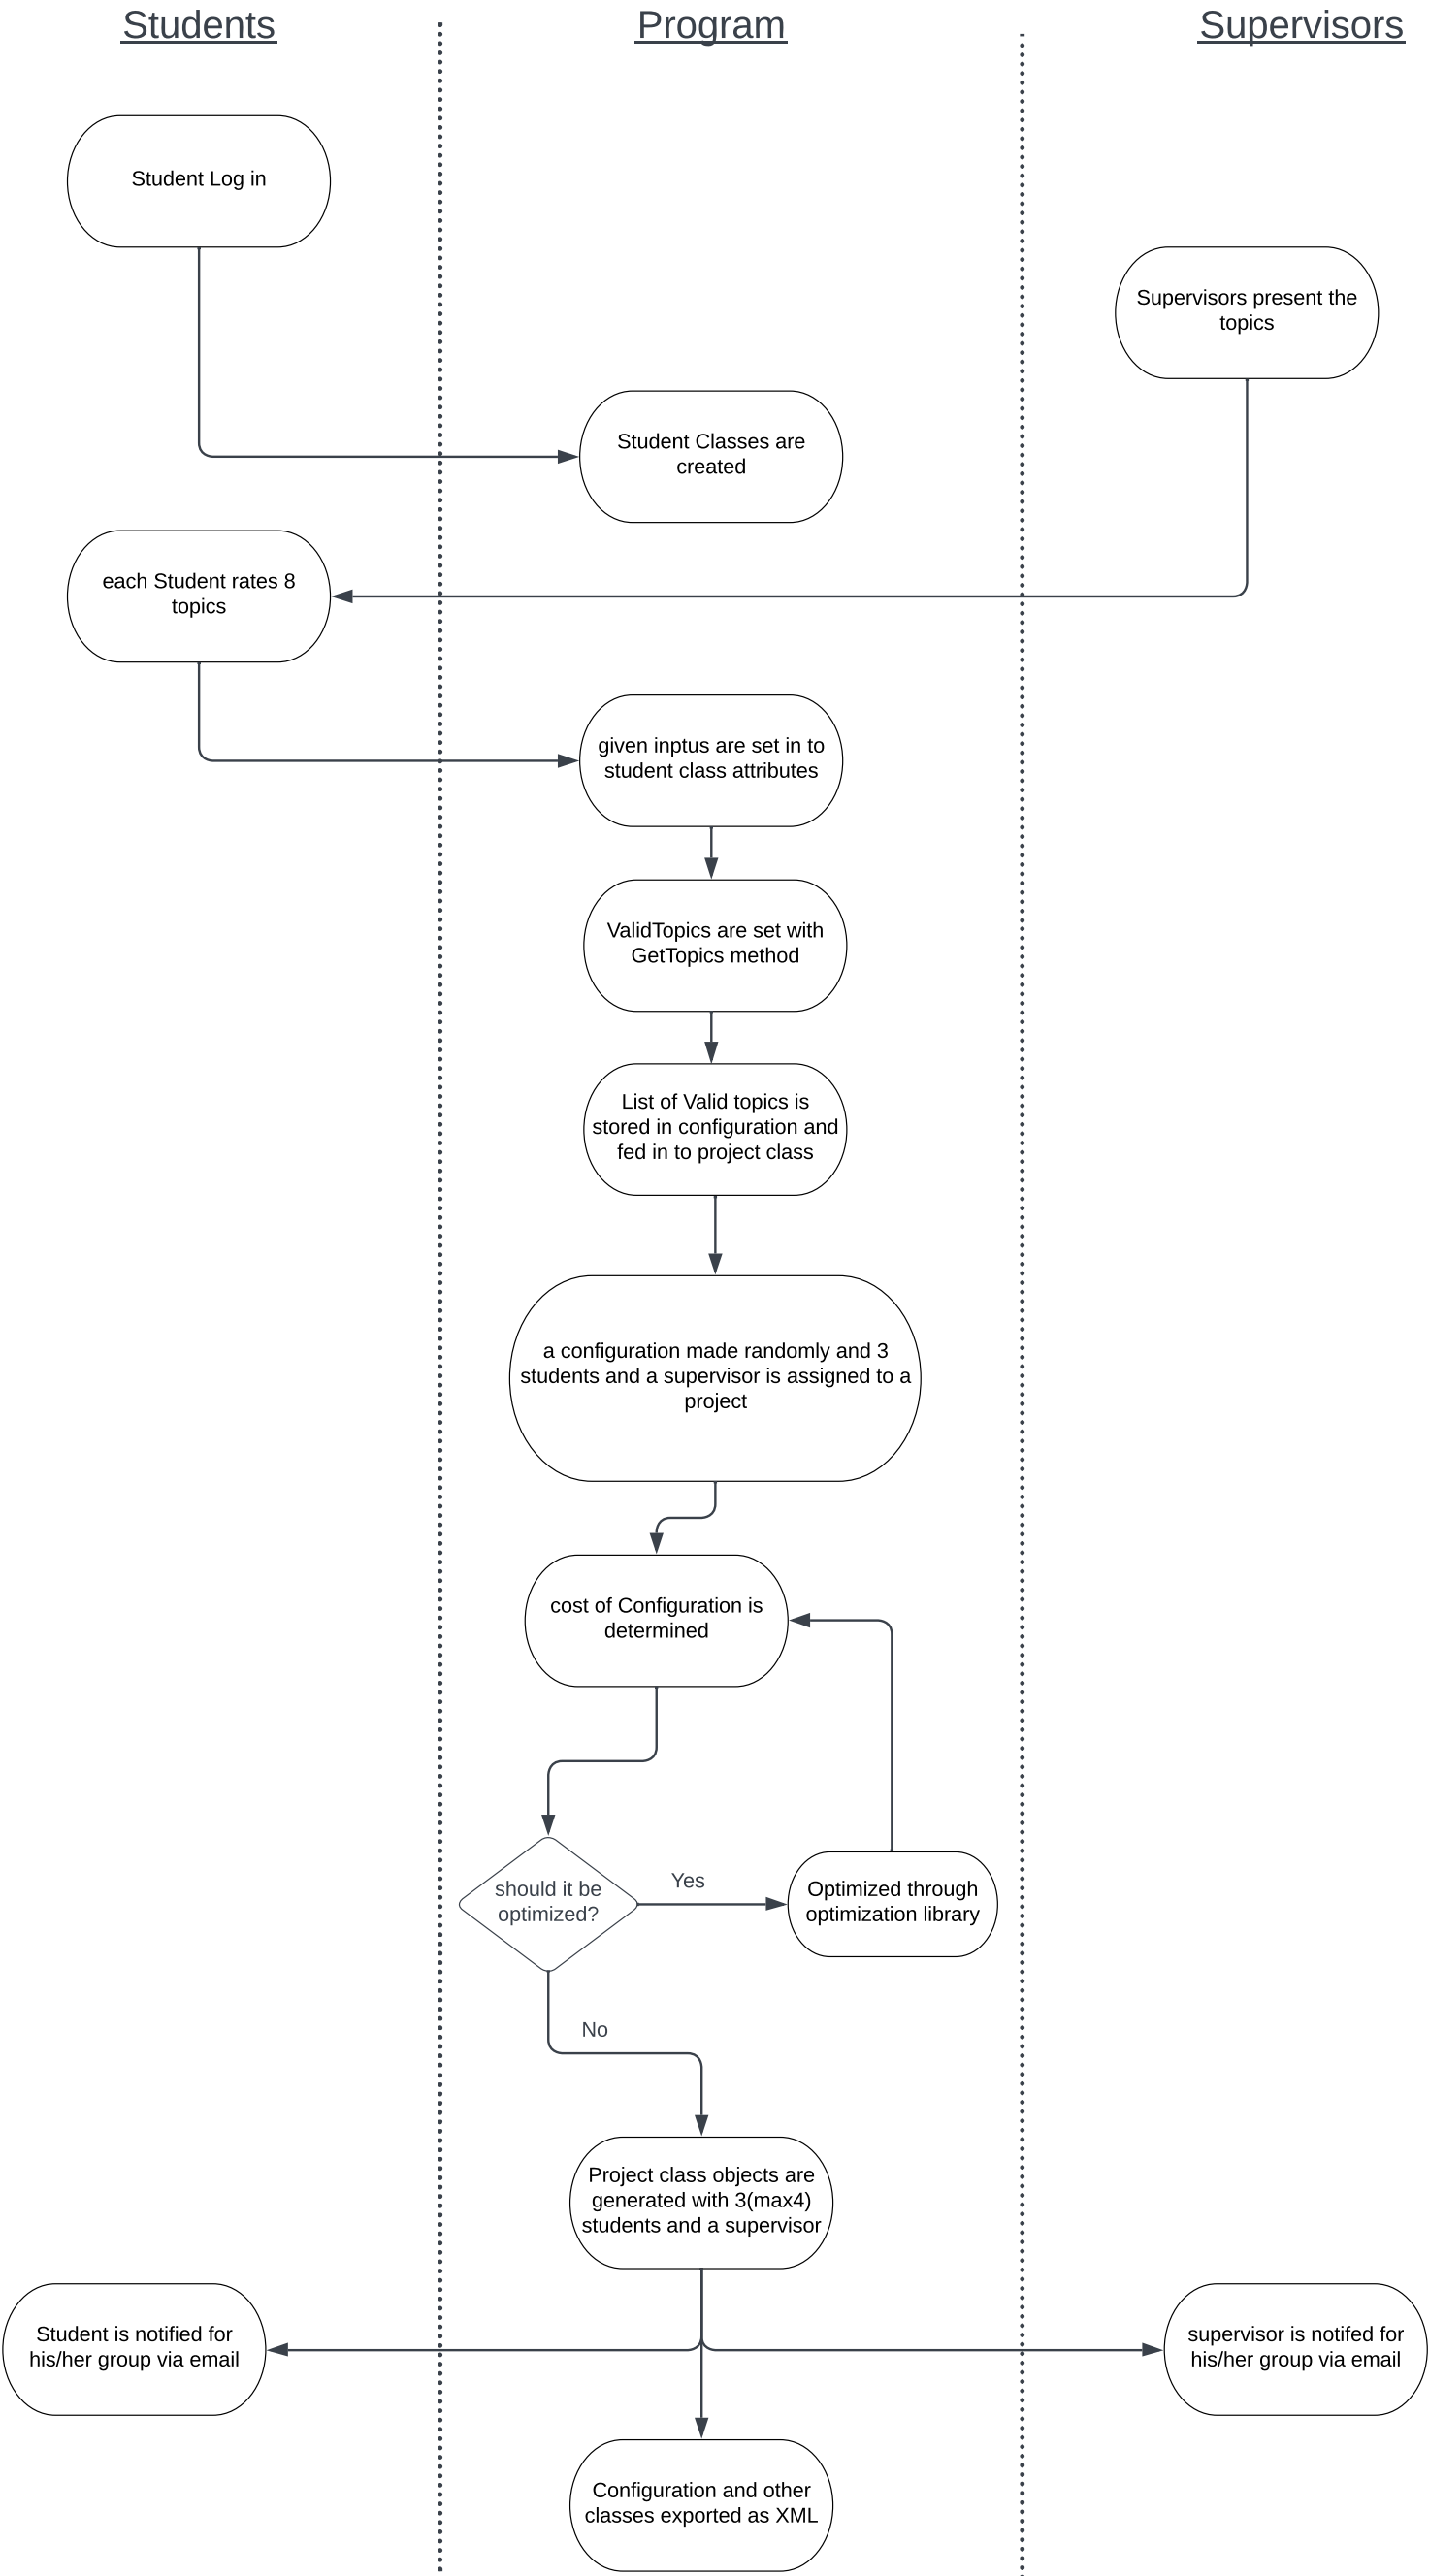 Students
Program
Supervisors
Student Log in
Supervisors present the
topics
Student Classes are
created
each Student rates 8
topics
given inptus are set in to
student class attributes
ValidTopics are set with
GetTopics method
List of Valid topics is
stored in configuration and
fed in to project class
a configuration made randomly and 3
students and a supervisor is assigned to a
project
cost of Configuration is
determined
should it be
optimized?
Yes
Optimized through
optimization library
No
Project class objects are
generated with 3(max4)
students and a supervisor
Student is notified for
his/her group via email
supervisor is notifed for
his/her group via email
Configuration and other
classes exported as XML